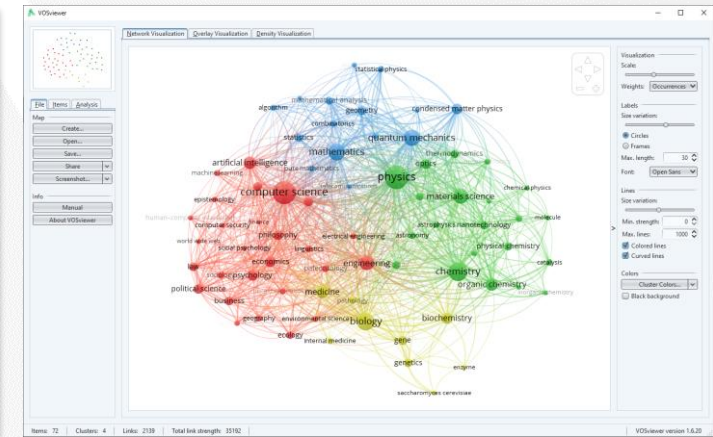 VOSviewer
Network Visualization Overlay Visualization Density Visualization
File Items Analysis
Map
Create...
Open...
Save...
Share
Screenshot...
Info
Manual
About VOSviewer
statistical physics
mathematical analysis
algorithm
geometry
condensed matter physics
combinatorics
statistics
quantum mechanics
mathematics
thermodynamics
optics
artificial intelligence
pure mathematics
machine learning
physics
chemical physics
computer science
materials science
epistemology
molecule
computer security
finance
astrophysics
nanotechnology
world wide web
philosophy
electrical engineering
astronomy
social psychology
linguistics
physical chemistry
law
economics
engineering
catalysis
psychology
chemistry
political science
organic chemistry
medicine
inorganic chemistry
business
pathology
geography
environmental science
biology
biochemistry
ecology
internal medicine
gene
genetics
enzyme
saccharomyces cerevisiae
Visualization
Scale:
Weights: Occurrences
Labels
Size variation:
Circles
Frames
Max. length: 30
Font: Open Sans
Lines
Size variation:
Min. strength: 0
Max. lines: 1000
Colored lines
Curved lines
Colors
Cluster Colors...
Black background
>
Items: 72 Clusters: 4 Links: 2139 Total link strength: 35192 VOSviewer version 1.6.20